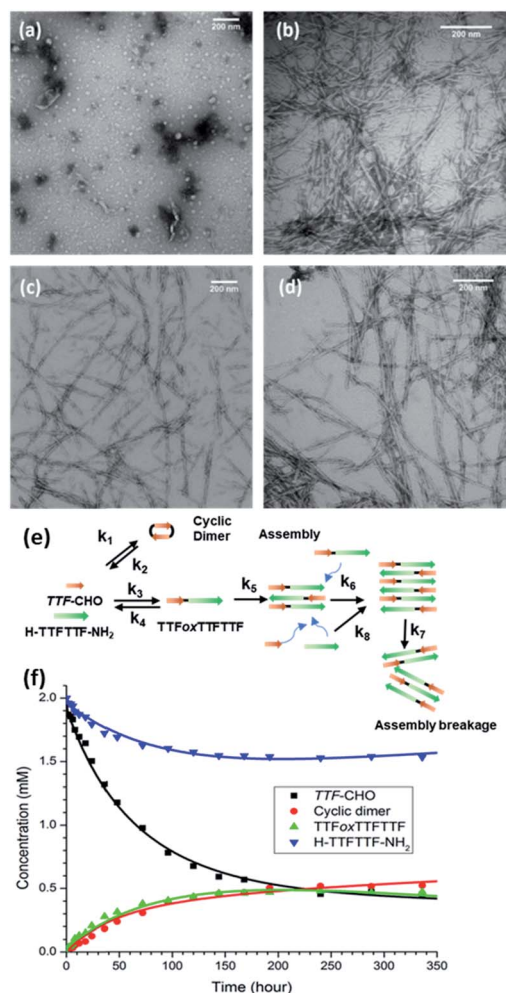 (a)
200 nm
(b)
200 nm
(c)
200 nm
(d)
200 nm
(e)
k1
k2
Cyclic
Dimer
Assembly
TTF-CHO
k3
k4
H-TTFTTF-NH2
TTFoxTTFTTF
k5
k6
k8
k7
Assembly breakage
(f)
Concentration (mM)
2.0
1.5
1.0
0.5
0.0
TTF-CHO
Cyclic dimer
TTFoxTTFTTF
H-TTFTTF-NH2
0 50 100 150 200 250 300 350
Time (hour)